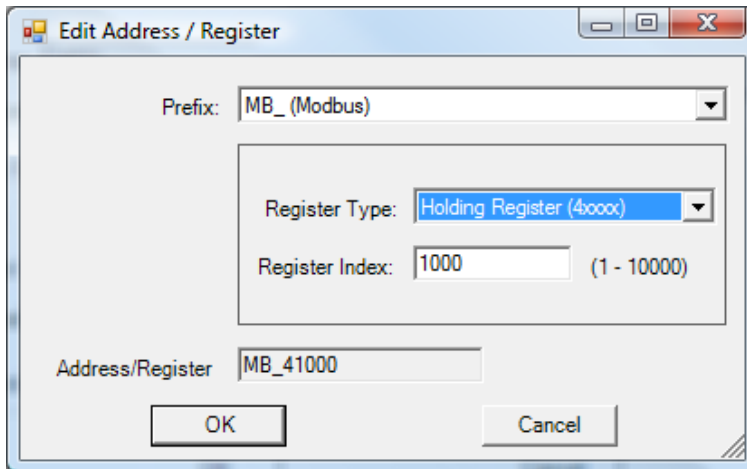 Edit Address / Register
Prefix: MB_ (Modbus)
Register Type: Holding Register (4xxxx)
Register Index: 1000 (1 - 10000)
Address/Register MB_41000
OK Cancel